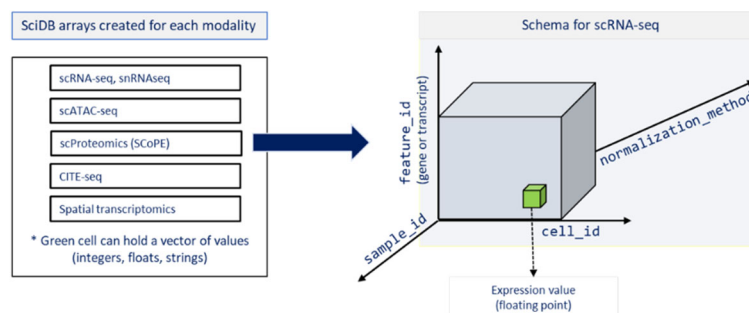 SciDB arrays created for each modality
scRNA-seq, snRNAseq
scATAC-seq
scProteomics (SCoPE)
CITE-seq
Spatial transcriptomics
* Green cell can hold a vector of values
(integers, floats, strings)
Schema for scRNA-seq
feature_id
(gene or transcript)
normalization_method
sample_id
cell_id
Expression value
(floating point)